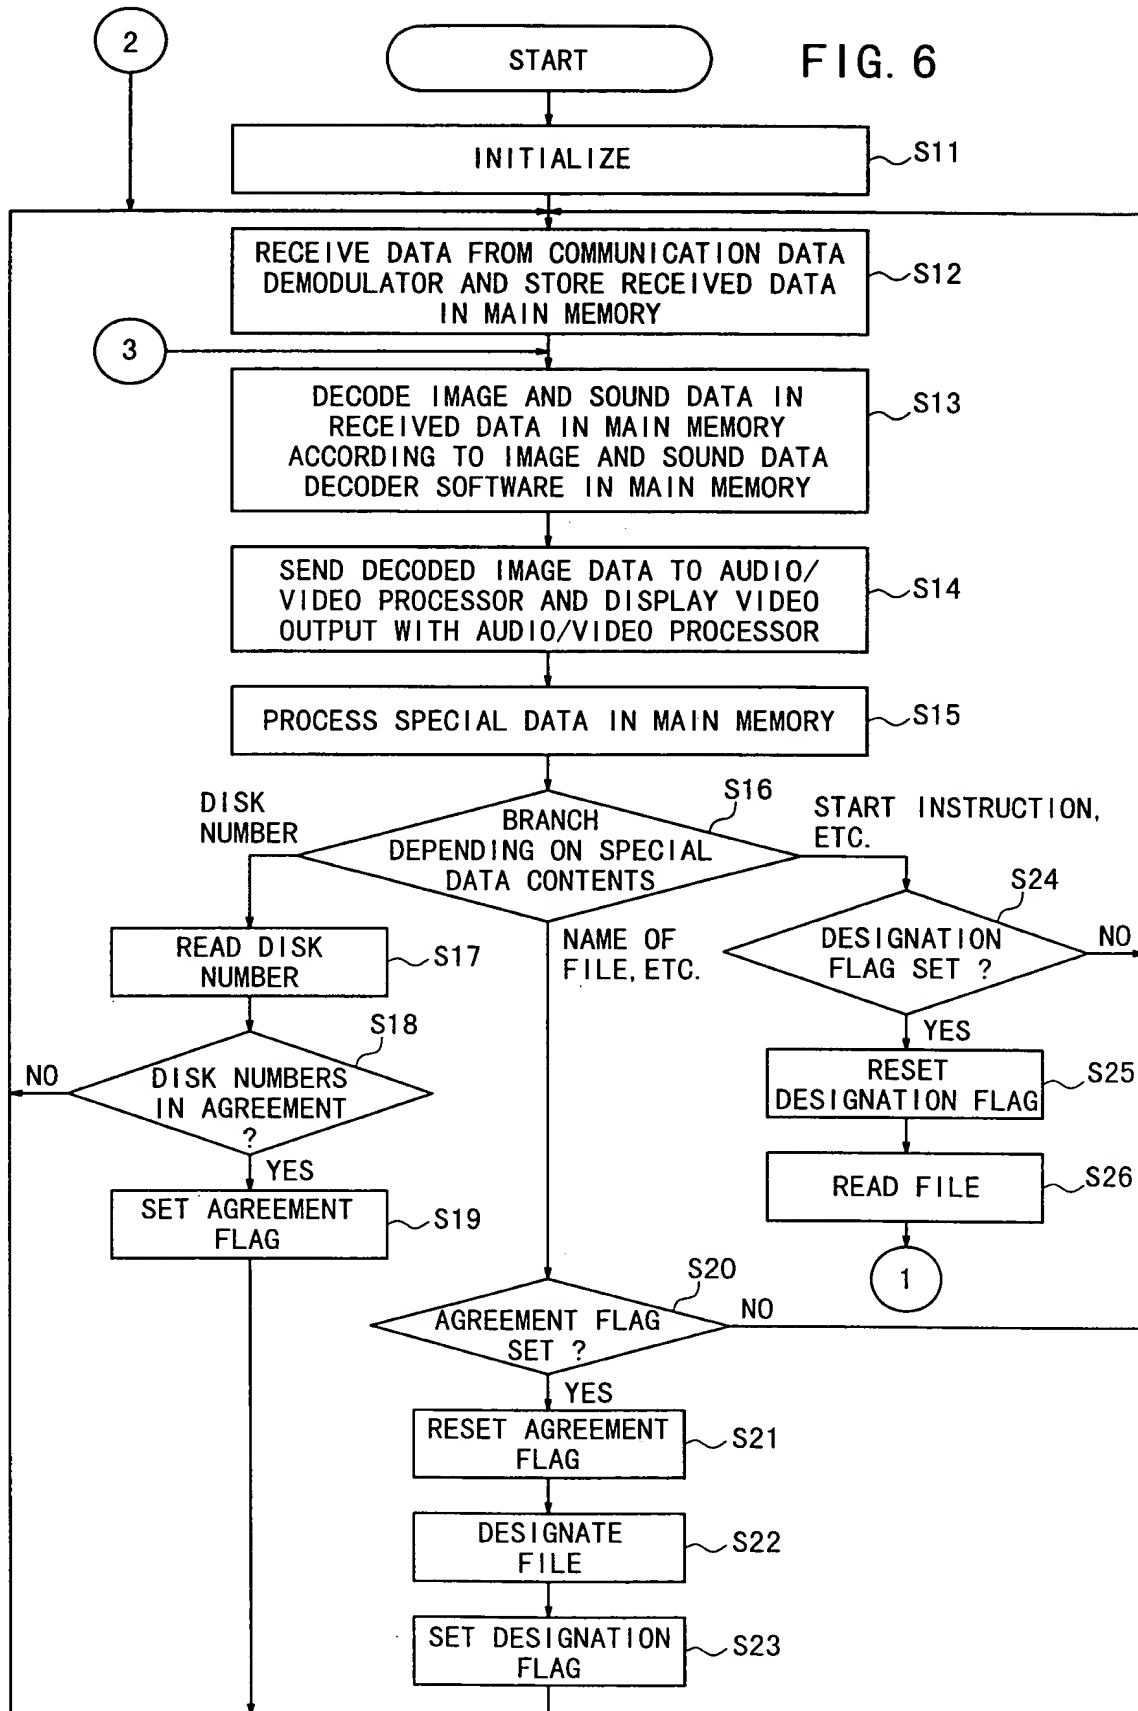 2
START
FIG. 6
INITIALIZE
S11
RECEIVE DATA FROM COMMUNICATION DATA
DEMODULATOR AND STORE RECEIVED DATA
IN MAIN MEMORY
S12
3
DECODE IMAGE AND SOUND DATA IN
RECEIVED DATA IN MAIN MEMORY
ACCORDING TO IMAGE AND SOUND DATA
DECODER SOFTWARE IN MAIN MEMORY
S13
SEND DECODED IMAGE DATA TO AUDIO/
VIDEO PROCESSOR AND DISPLAY VIDEO
OUTPUT WITH AUDIO/VIDEO PROCESSOR
S14
PROCESS SPECIAL DATA IN MAIN MEMORY
S15
DISK
NUMBER
BRANCH
DEPENDING ON SPECIAL
DATA CONTENTS
S16
START INSTRUCTION,
ETC.
READ DISK
NUMBER
S17
NAME OF
FILE, ETC.
DESIGNATION
FLAG SET ?
S24
NO
YES
DISK NUMBERS
IN AGREEMENT
?
S18
NO
YES
RESET
DESIGNATION FLAG
S25
READ FILE
S26
1
SET AGREEMENT
FLAG
S19
AGREEMENT FLAG
SET ?
S20
NO
YES
RESET AGREEMENT
FLAG
S21
DESIGNATE
FILE
S22
SET DESIGNATION
FLAG
S23